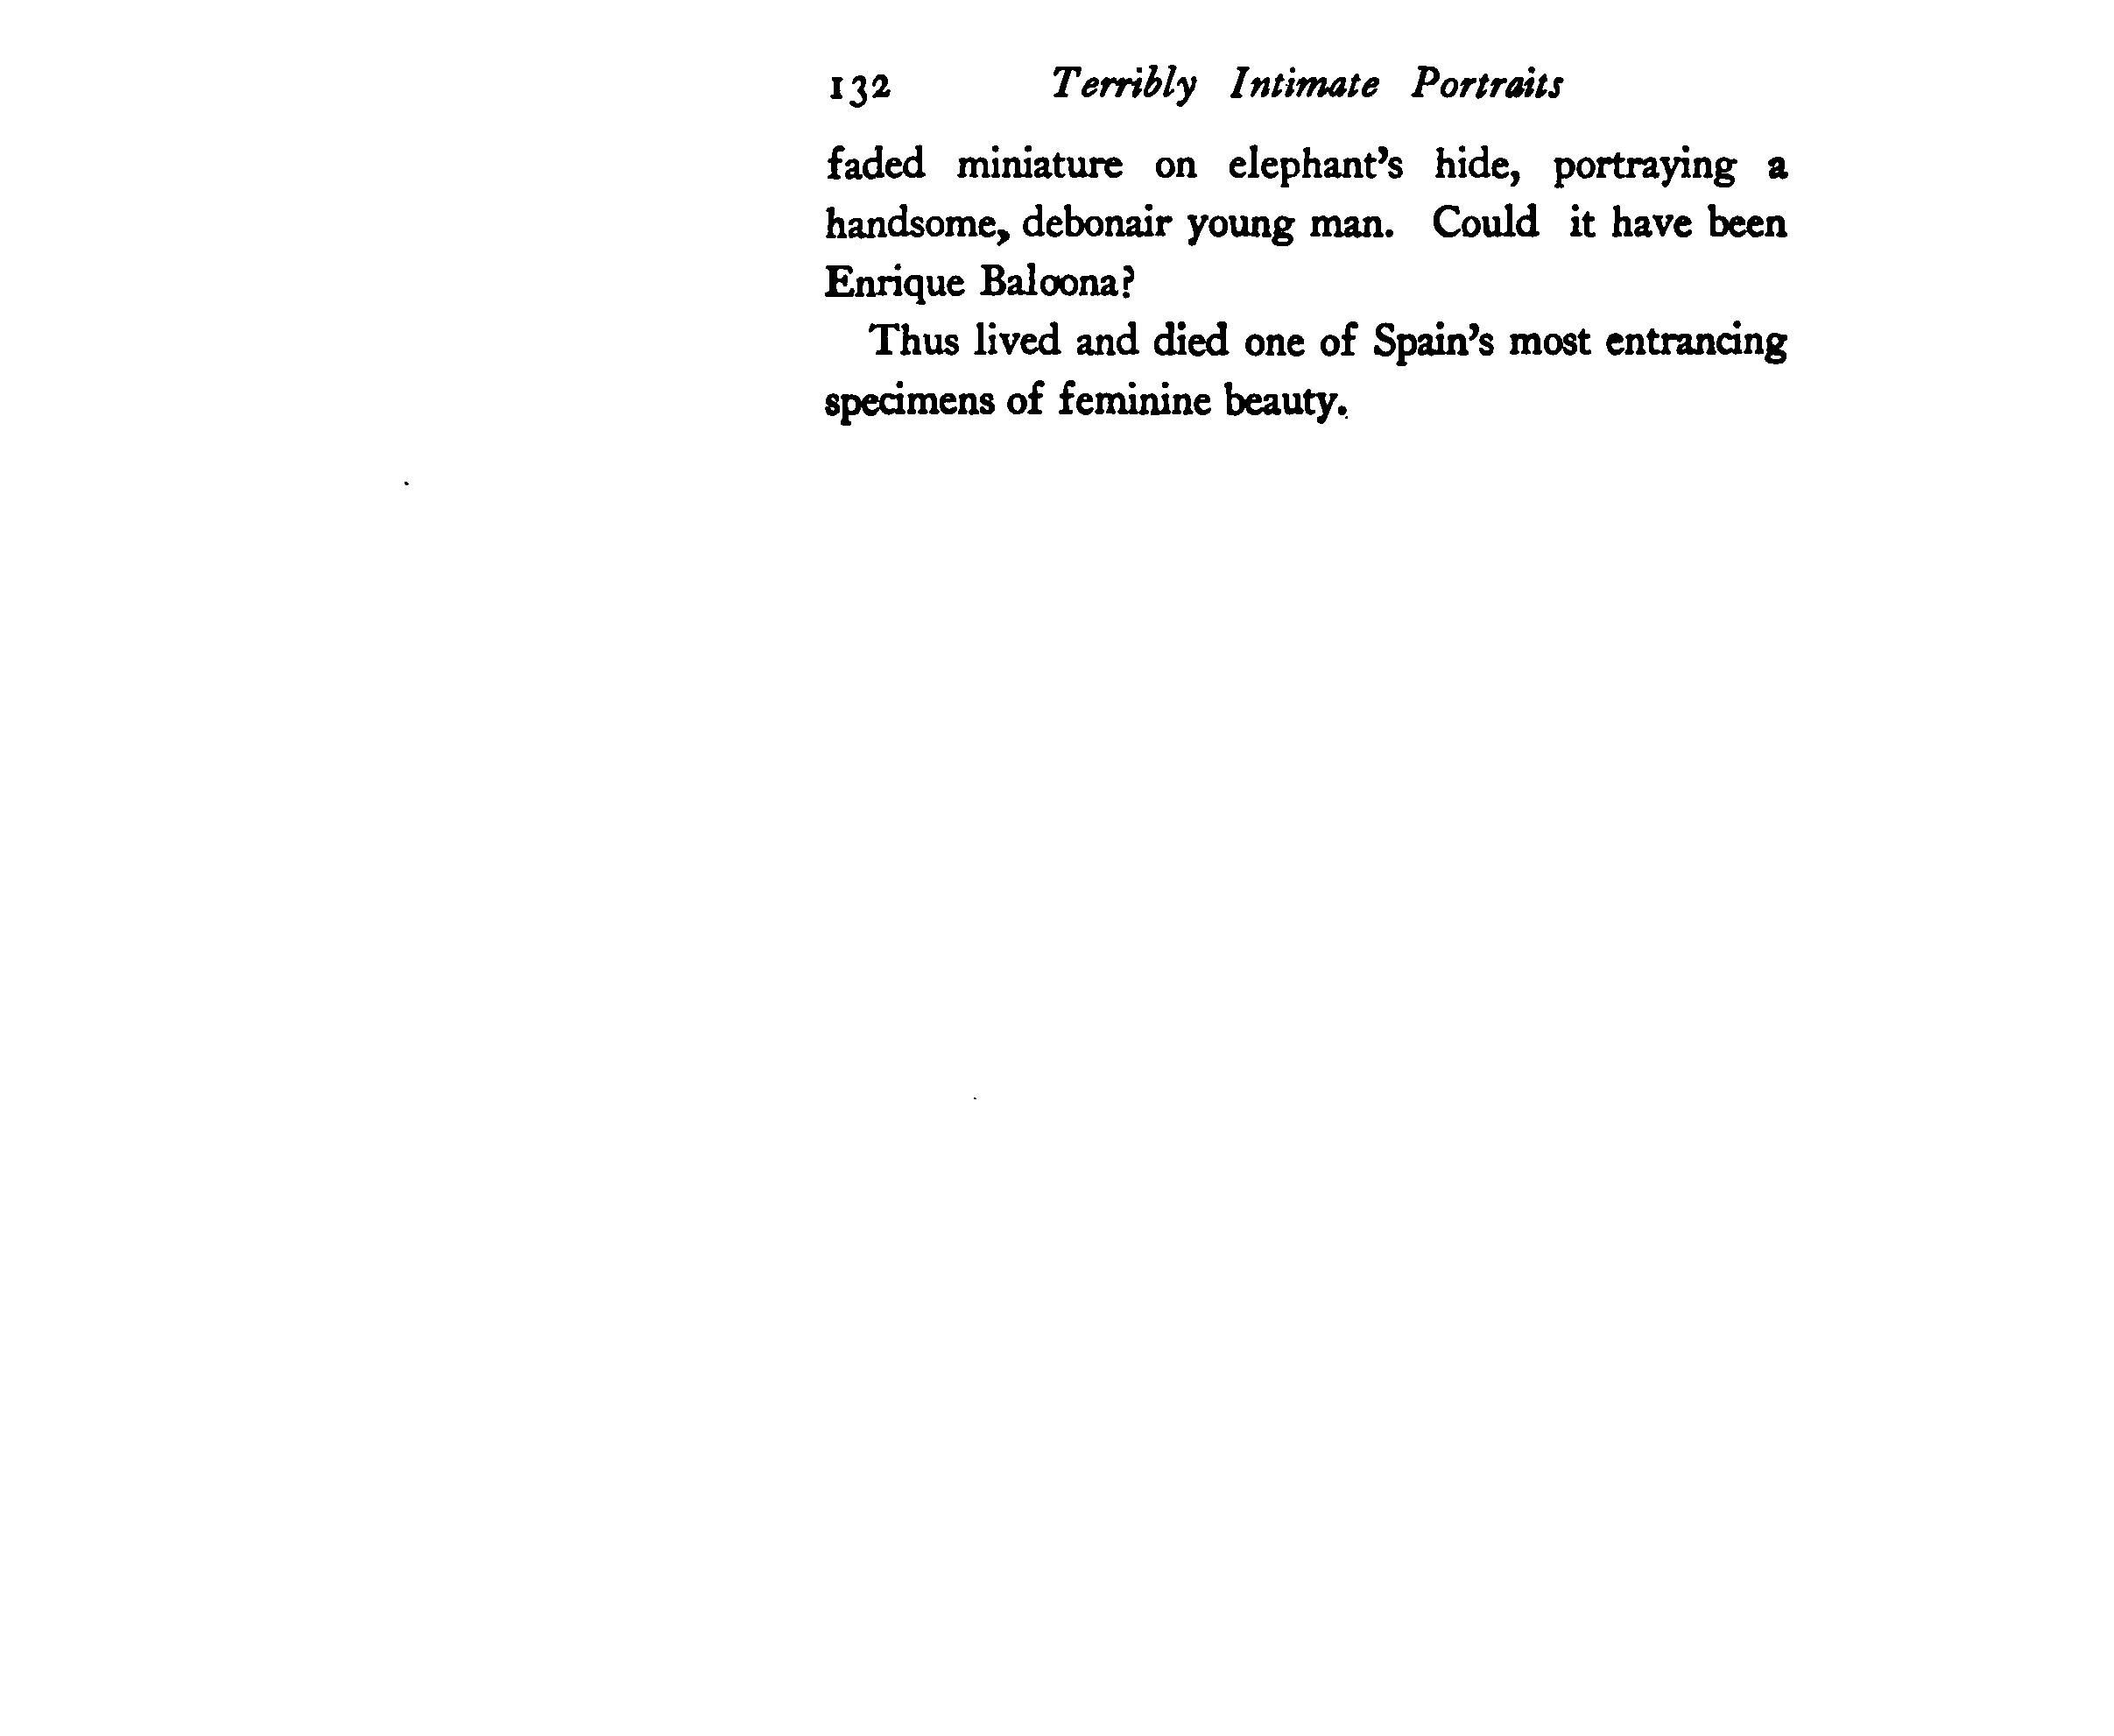 132 Terribly Intimate Portraits
faded miniature on elephant's hide, portraying a
handsome, debonair young man. Could it have been
Enrique Baloona?
Thus lived and died one of Spain's most entrancing
specimens of feminine beauty.